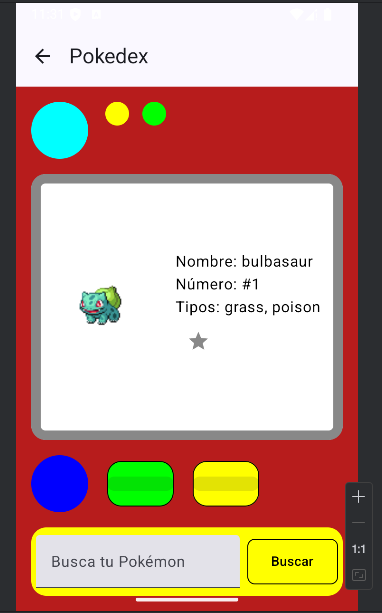 Pokedex
Nombre: bulbasaur
Número: #1
Tipos: grass, poison
Busca tu Pokémon
Buscar
1:1